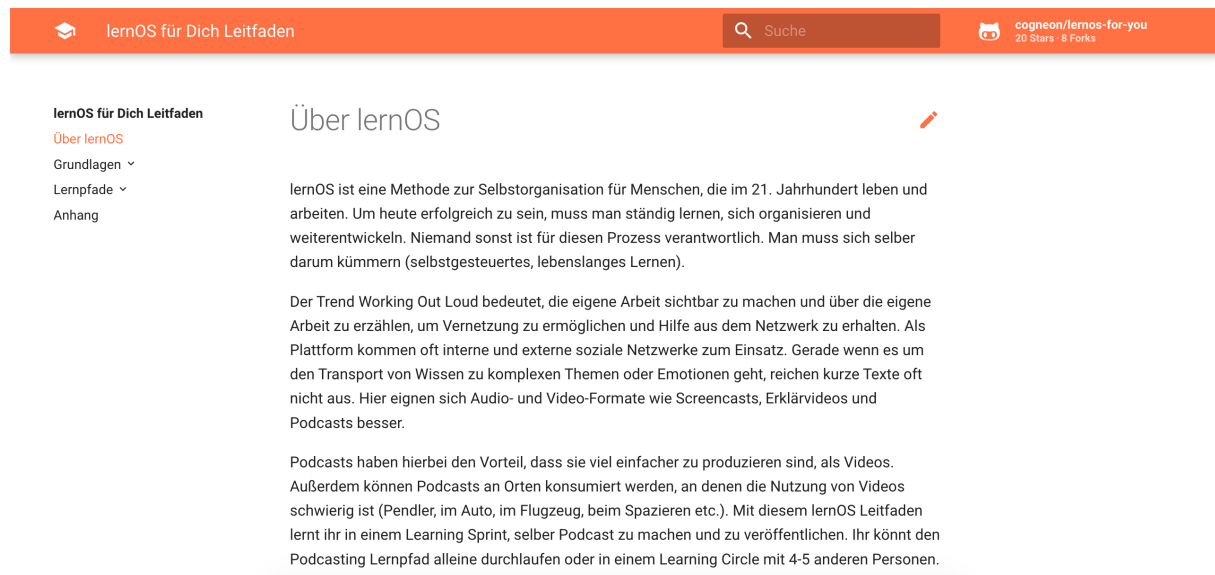 lernOS für Dich Leitfaden
Suche
cogneon/lernos-for-you
20 Stars · 8 Forks
lernOS für Dich Leitfaden
Über lernOS
Grundlagen
Lernpfade
Anhang
Über lernOS
lernOS ist eine Methode zur Selbstorganisation für Menschen, die im 21. Jahrhundert leben und
arbeiten. Um heute erfolgreich zu sein, muss man ständig lernen, sich organisieren und
weiterentwickeln. Niemand sonst ist für diesen Prozess verantwortlich. Man muss sich selber
darum kümmern (selbstgesteuertes, lebenslanges Lernen).
Der Trend Working Out Loud bedeutet, die eigene Arbeit sichtbar zu machen und über die eigene
Arbeit zu erzählen, um Vernetzung zu ermöglichen und Hilfe aus dem Netzwerk zu erhalten. Als
Plattform kommen oft interne und externe soziale Netzwerke zum Einsatz. Gerade wenn es um
den Transport von Wissen zu komplexen Themen oder Emotionen geht, reichen kurze Texte oft
nicht aus. Hier eignen sich Audio- und Video-Formate wie Screencasts, Erklärvideos und
Podcasts besser.
Podcasts haben hierbei den Vorteil, dass sie viel einfacher zu produzieren sind, als Videos.
Außerdem können Podcasts an Orten konsumiert werden, an denen die Nutzung von Videos
schwierig ist (Pendler, im Auto, im Flugzeug, beim Spazieren etc.). Mit diesem lernOS Leitfaden
lernt ihr in einem Learning Sprint, selber Podcast zu machen und zu veröffentlichen. Ihr könnt den
Podcasting Lernpfad alleine durchlaufen oder in einem Learning Circle mit 4-5 anderen Personen.